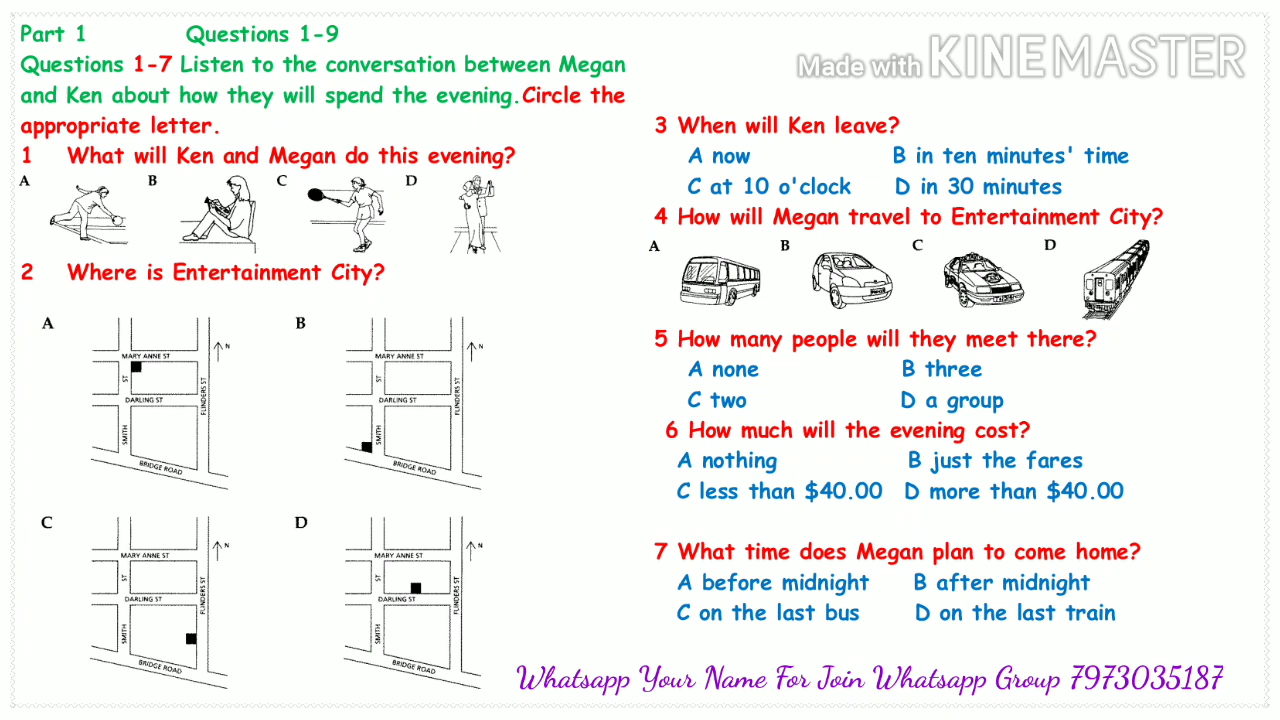 Part 1 Questions 1-9
Questions 1-7 Listen to the conversation between Megan
and Ken about how they will spend the evening.Circle the
appropriate letter.
1 What will Ken and Megan do this evening?
A B C D
2 Where is Entertainment City?
A
MARY ANNE ST
N
ST
FLINDERS ST
DARLING ST
SMITH
BRIDGE ROAD
B
MARY ANNE ST
N
ST
FLINDERS ST
DARLING ST
SMITH
BRIDGE ROAD
C
MARY ANNE ST
N
ST
FLINDERS ST
DARLING ST
SMITH
BRIDGE ROAD
D
MARY ANNE ST
N
ST
FLINDERS ST
DARLING ST
SMITH
BRIDGE ROAD
Made with KINEMASTER
3 When will Ken leave?
A now B in ten minutes' time
C at 10 o'clock D in 30 minutes
4 How will Megan travel to Entertainment City?
A B C D
5 How many people will they meet there?
A none B three
C two D a group
6 How much will the evening cost?
A nothing B just the fares
C less than $40.00 D more than $40.00
7 What time does Megan plan to come home?
A before midnight B after midnight
C on the last bus D on the last train
Whatsapp Your Name For Join Whatsapp Group 7973035187